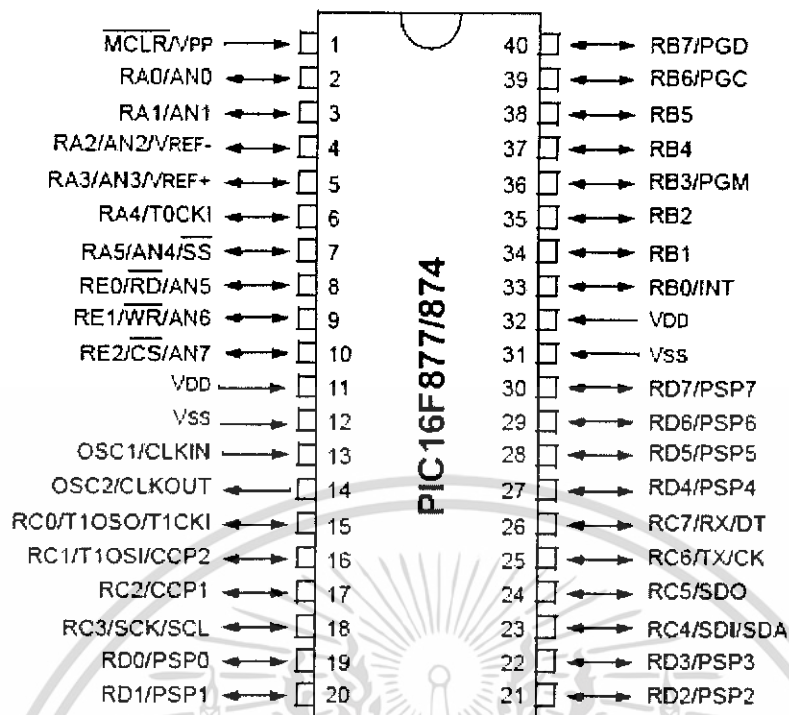 MCLR/VPP 1 40 RB7/PGD
RA0/AN0 2 39 RB6/PGC
RA1/AN1 3 38 RB5
RA2/AN2/VREF- 4 37 RB4
RA3/AN3/VREF+ 5 36 RB3/PGM
RA4/T0CKI 6 35 RB2
RA5/AN4/SS 7 34 RB1
RE0/RD/AN5 8 33 RB0/INT
RE1/WR/AN6 9 32 VDD
RE2/CS/AN7 10 31 VSS
VDD 11 30 RD7/PSP7
VSS 12 29 RD6/PSP6
OSC1/CLKIN 13 28 RD5/PSP5
OSC2/CLKOUT 14 27 RD4/PSP4
RC0/T1OSO/T1CKI 15 26 RC7/RX/DT
RC1/T1OSI/CCP2 16 25 RC6/TX/CK
RC2/CCP1 17 24 RC5/SDO
RC3/SCK/SCL 18 23 RC4/SDI/SDA
RD0/PSP0 19 22 RD3/PSP3
RD1/PSP1 20 21 RD2/PSP2
PIC16F877/874